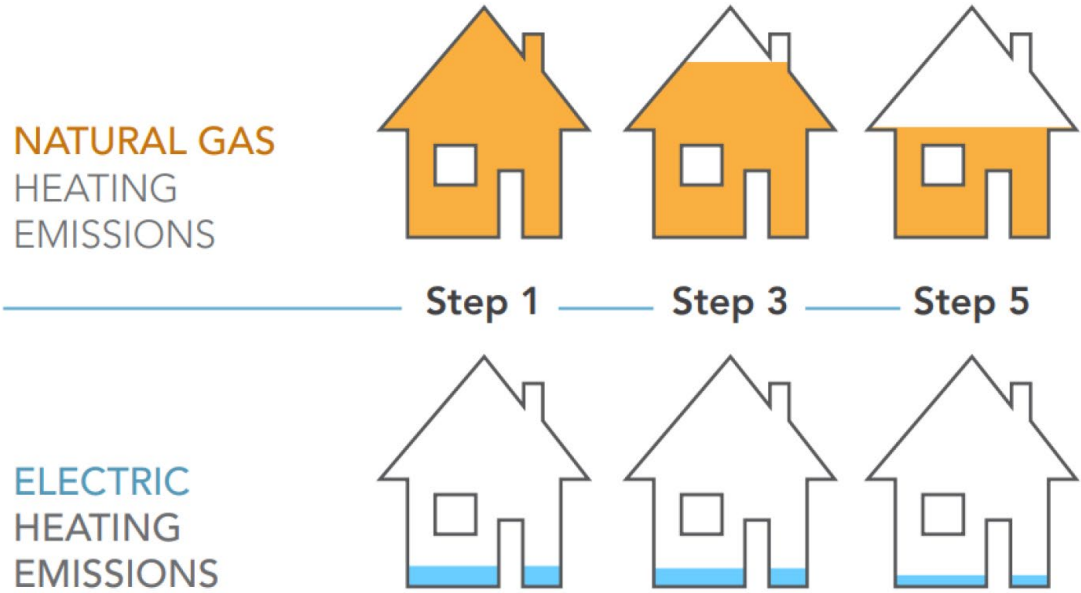 NATURAL GAS
HEATING
EMISSIONS
Step 1
Step 3
Step 5
ELECTRIC
HEATING
EMISSIONS